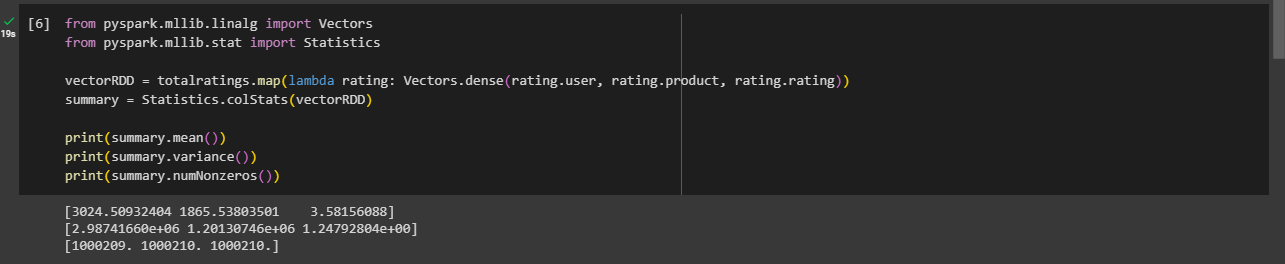 [6] from pyspark.mllib.linalg import Vectors
19s from pyspark.mllib.stat import Statistics
vectorRDD = totalratings.map(lambda rating: Vectors.dense(rating.user, rating.product, rating.rating))
summary = Statistics.colStats(vectorRDD)
print(summary.mean())
print(summary.variance())
print(summary.numNonzeros())
[3024.50932404 1865.53803501    3.58156088]
[2.98741660e+06 1.20130746e+06 1.24792804e+00]
[1000209. 1000210. 1000210.]